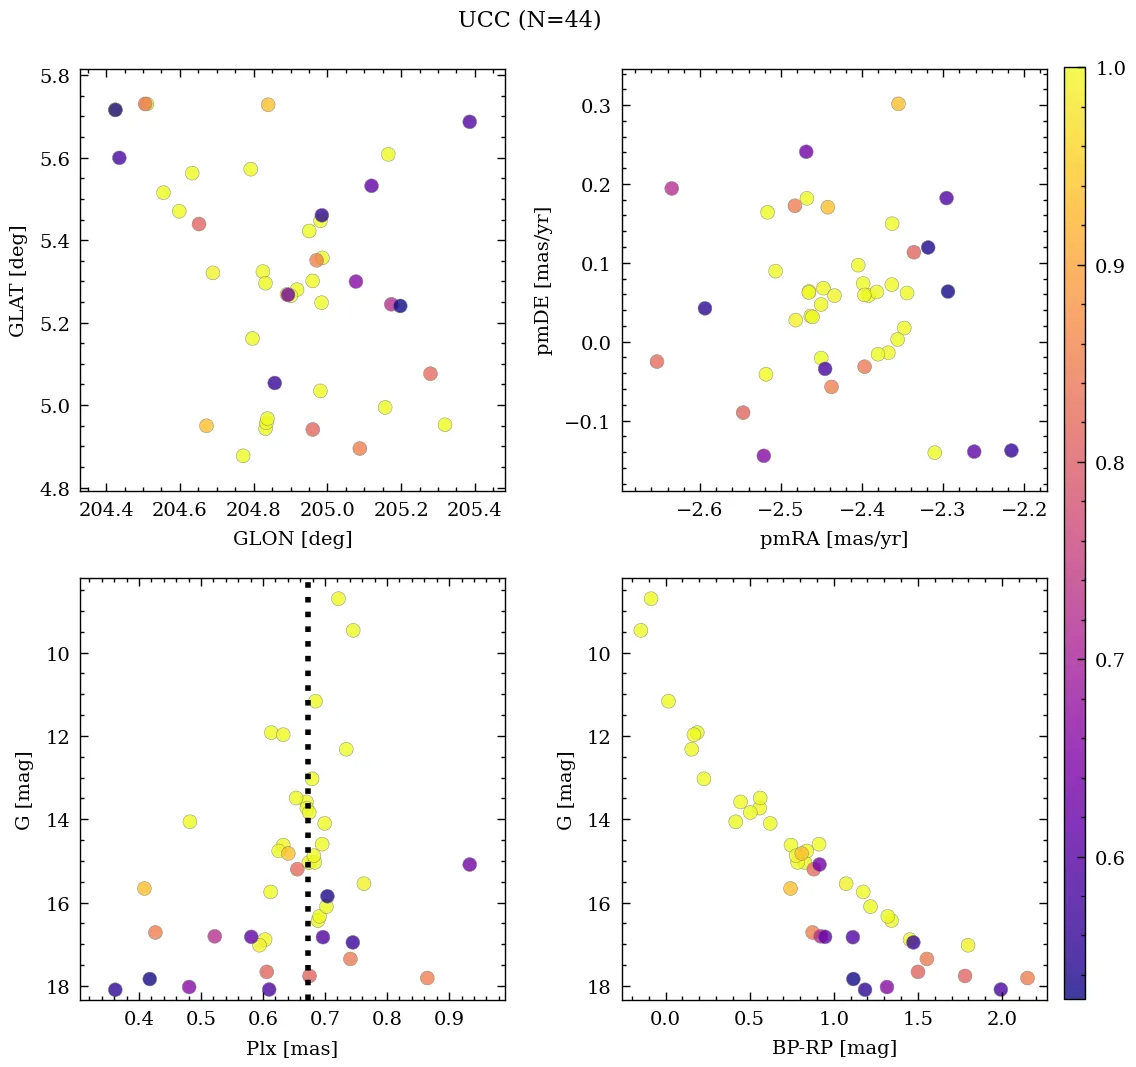 UCC (N=44)
5.8
5.6
5.4
5.2
5.0
4.8
GLAT [deg]
204.4 204.6 204.8 205.0 205.2 205.4
GLON [deg]
0.3
0.2
0.1
0.0
−0.1
pmDE [mas/yr]
−2.6 −2.5 −2.4 −2.3 −2.2
pmRA [mas/yr]
10
12
14
16
18
G [mag]
0.4 0.5 0.6 0.7 0.8 0.9
Plx [mas]
10
12
14
16
18
G [mag]
0.0 0.5 1.0 1.5 2.0
BP-RP [mag]
1.0
0.9
0.8
0.7
0.6